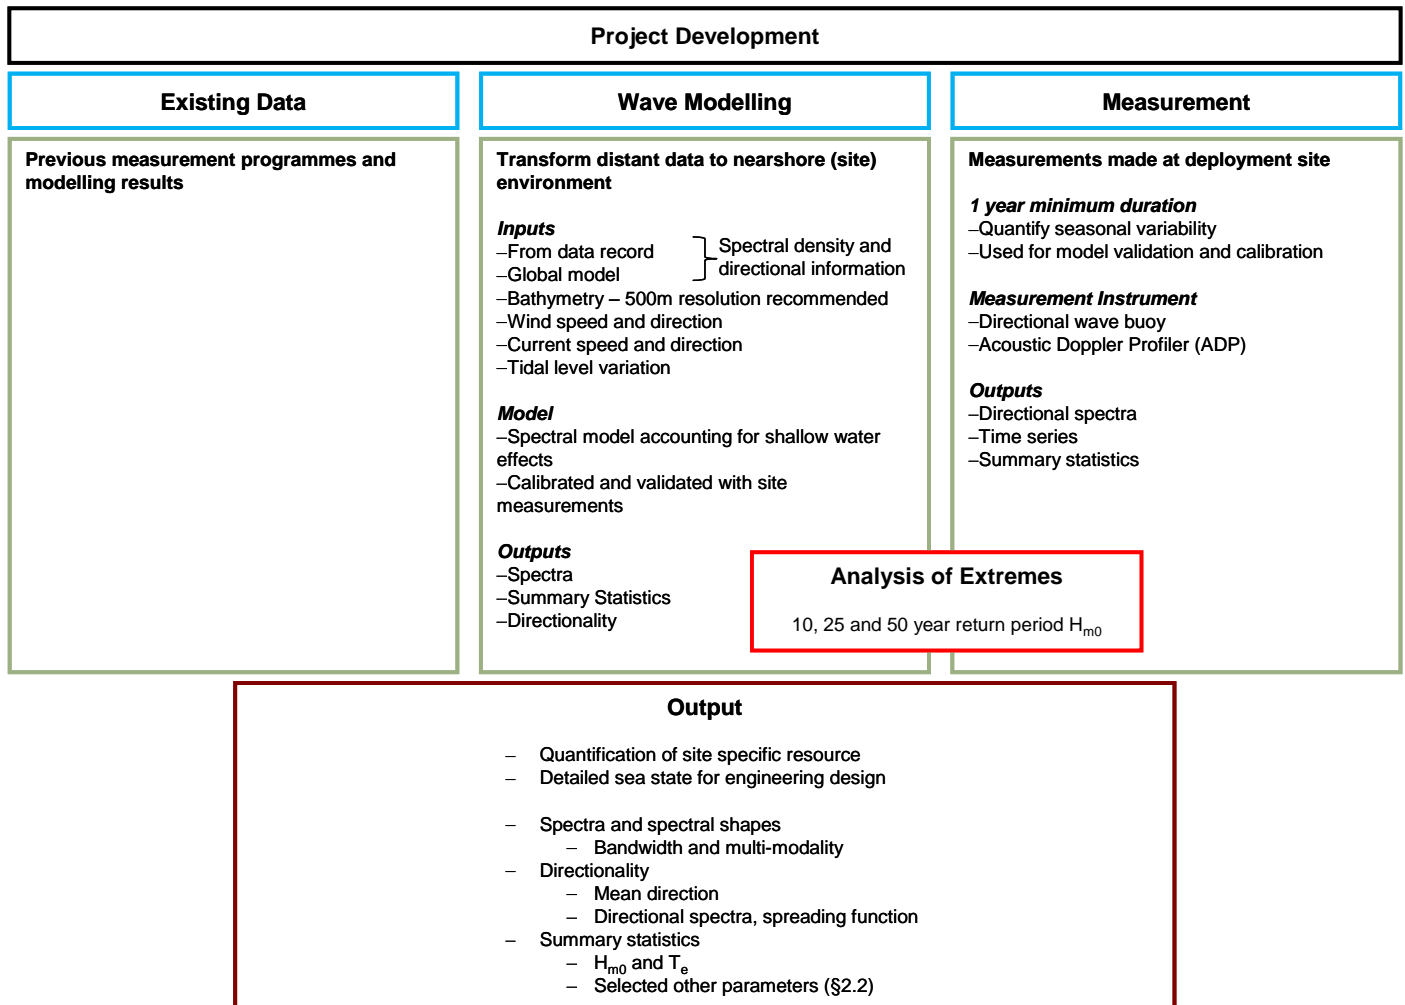 Project Development
Existing Data
Previous measurement programmes and
modelling results
Wave Modelling
Transform distant data to nearshore (site)
environment
Inputs
–From data record
–Global model
Spectral density and
directional information
–Bathymetry – 500m resolution recommended
–Wind speed and direction
–Current speed and direction
–Tidal level variation
Model
–Spectral model accounting for shallow water
effects
–Calibrated and validated with site
measurements
Outputs
–Spectra
–Summary Statistics
–Directionality
Measurement
Measurements made at deployment site
1 year minimum duration
–Quantify seasonal variability
–Used for model validation and calibration
Measurement Instrument
–Directional wave buoy
–Acoustic Doppler Profiler (ADP)
Outputs
–Directional spectra
–Time series
–Summary statistics
Analysis of Extremes
10, 25 and 50 year return period Hm0
Output
– Quantification of site specific resource
– Detailed sea state for engineering design
– Spectra and spectral shapes
– Bandwidth and multi-modality
– Directionality
– Mean direction
– Directional spectra, spreading function
– Summary statistics
– Hm0 and Te
– Selected other parameters (§2.2)